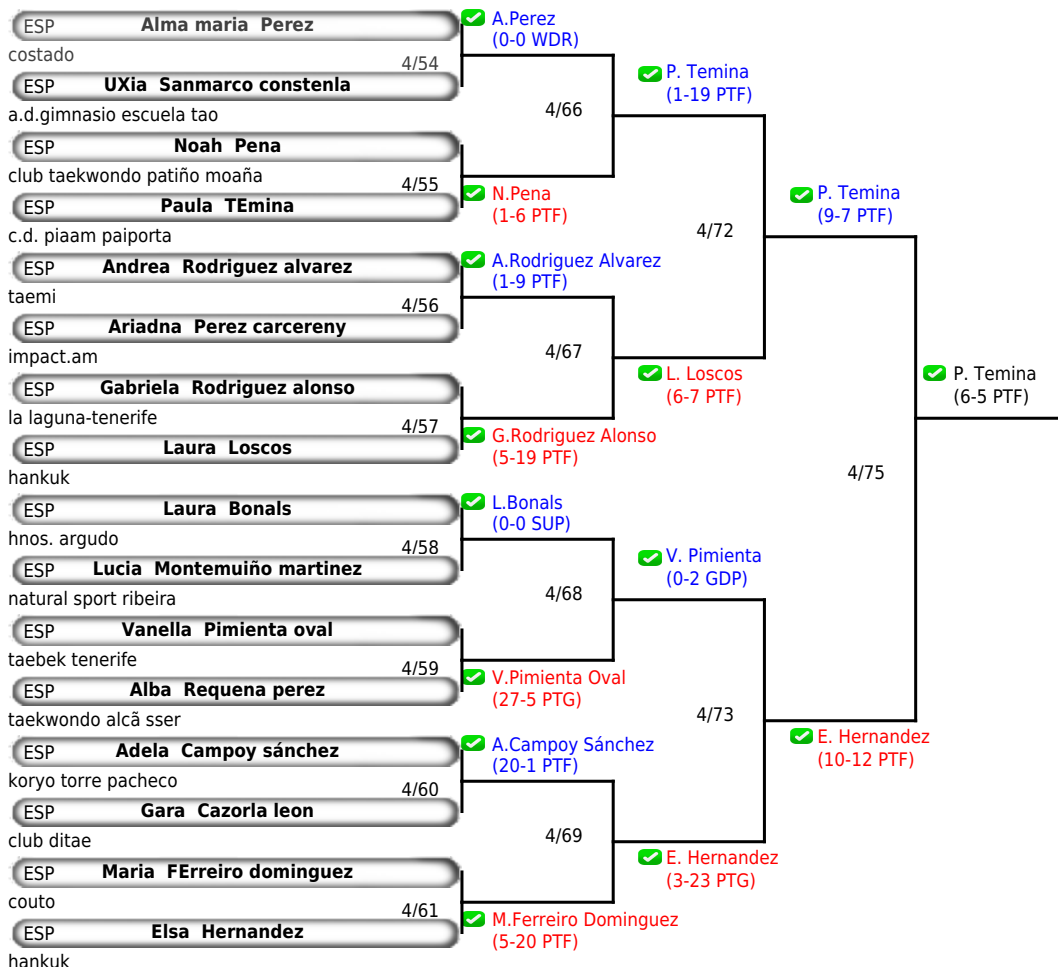 ESP Alma maria Perez
costado
4/54
ESP UXia Sanmarco constenla
a.d.gimnasio escuela tao
ESP Noah Pena
club taekwondo patiño moaña
4/55
ESP Paula TEmina
c.d. piaam paiporta
ESP Andrea Rodriguez alvarez
taemi
4/56
ESP Ariadna Perez carcereny
impact.am
ESP Gabriela Rodriguez alonso
la laguna-tenerife
4/57
ESP Laura Loscos
hankuk
ESP Laura Bonals
hnos. argudo
4/58
ESP Lucia Montemuiño martinez
natural sport ribeira
ESP Vanella Pimienta oval
taebek tenerife
4/59
ESP Alba Requena perez
taekwondo alcã sser
ESP Adela Campoy sánchez
koryo torre pacheco
4/60
ESP Gara Cazorla leon
club ditae
ESP Maria FErreiro dominguez
couto
4/61
ESP Elsa Hernandez
hankuk
A.Perez
(0-0 WDR)
4/66
N.Pena
(1-6 PTF)
A.Rodriguez Alvarez
(1-9 PTF)
4/67
G.Rodriguez Alonso
(5-19 PTF)
L.Bonals
(0-0 SUP)
4/68
V.Pimienta Oval
(27-5 PTG)
A.Campoy Sánchez
(20-1 PTF)
4/69
M.Ferreiro Dominguez
(5-20 PTF)
P. Temina
(1-19 PTF)
4/72
L. Loscos
(6-7 PTF)
V. Pimienta
(0-2 GDP)
4/73
E. Hernandez
(3-23 PTG)
P. Temina
(9-7 PTF)
4/75
E. Hernandez
(10-12 PTF)
P. Temina
(6-5 PTF)